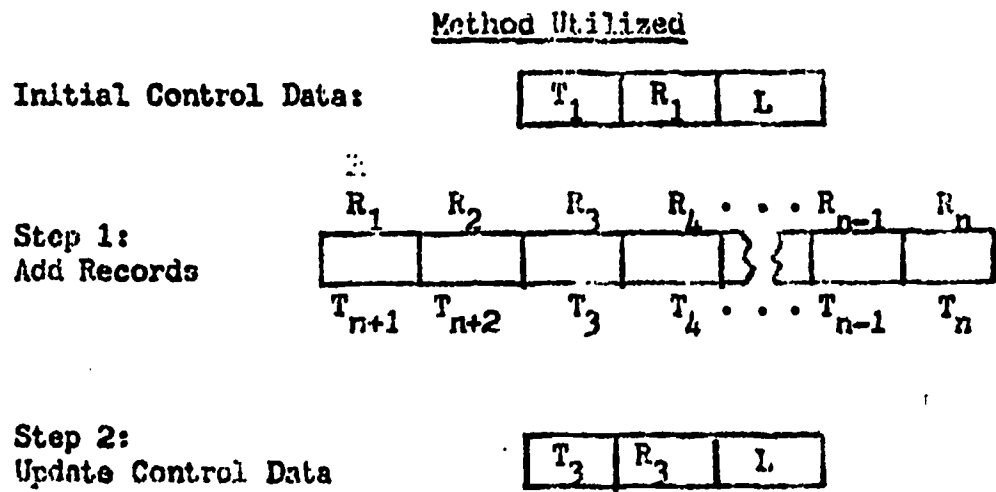 Method Utilized
Initial Control Data:
T₁ R₁ L
R₁ R₂ R₃ R₄ . . . Rₙ₋₁ Rₙ
Step 1:
Add Records
Tₙ₊₁ Tₙ₊₂ T₃ T₄ . . . Tₙ₋₁ Tₙ
Step 2:
Update Control Data
T₃ R₃ L